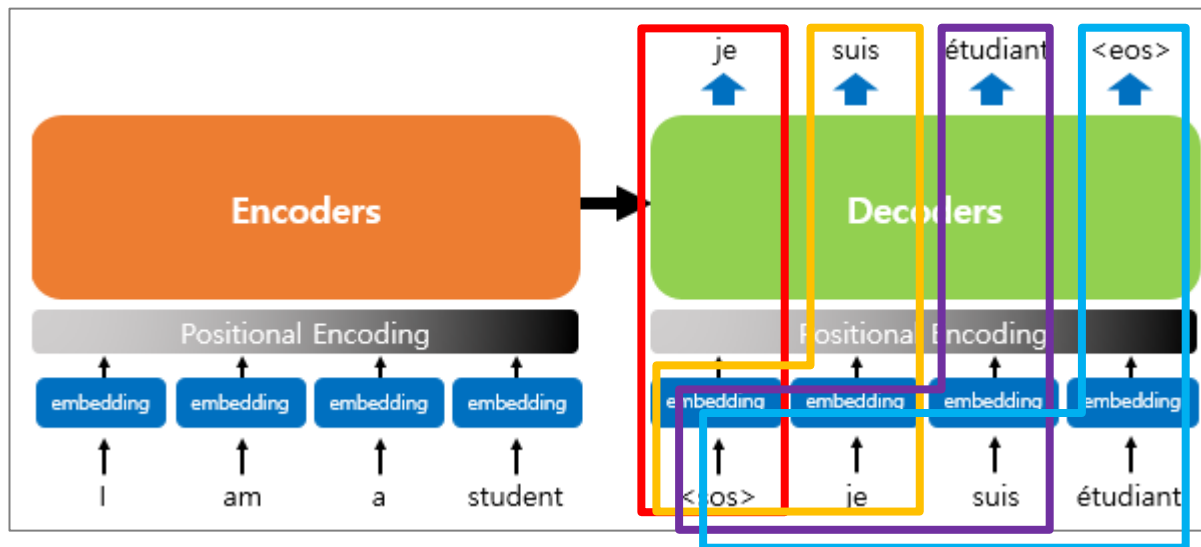 je suis étudiant <eos>
Encoders
Decoders
Positional Encoding
Positional Encoding
embedding embedding embedding embedding
embedding embedding embedding embedding
I am a student
<sos> je suis étudiant